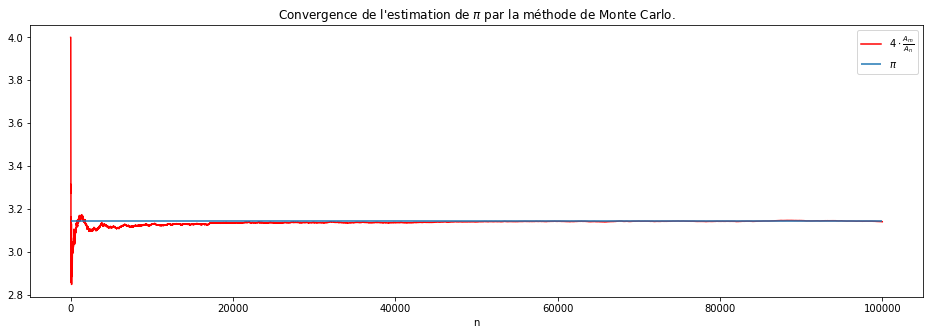 Convergence de l'estimation de π par la méthode de Monte Carlo.
4.0
3.8
3.6
3.4
3.2
3.0
2.8
0 20000 40000 60000 80000 100000
n
4 · A_m/A_n
π